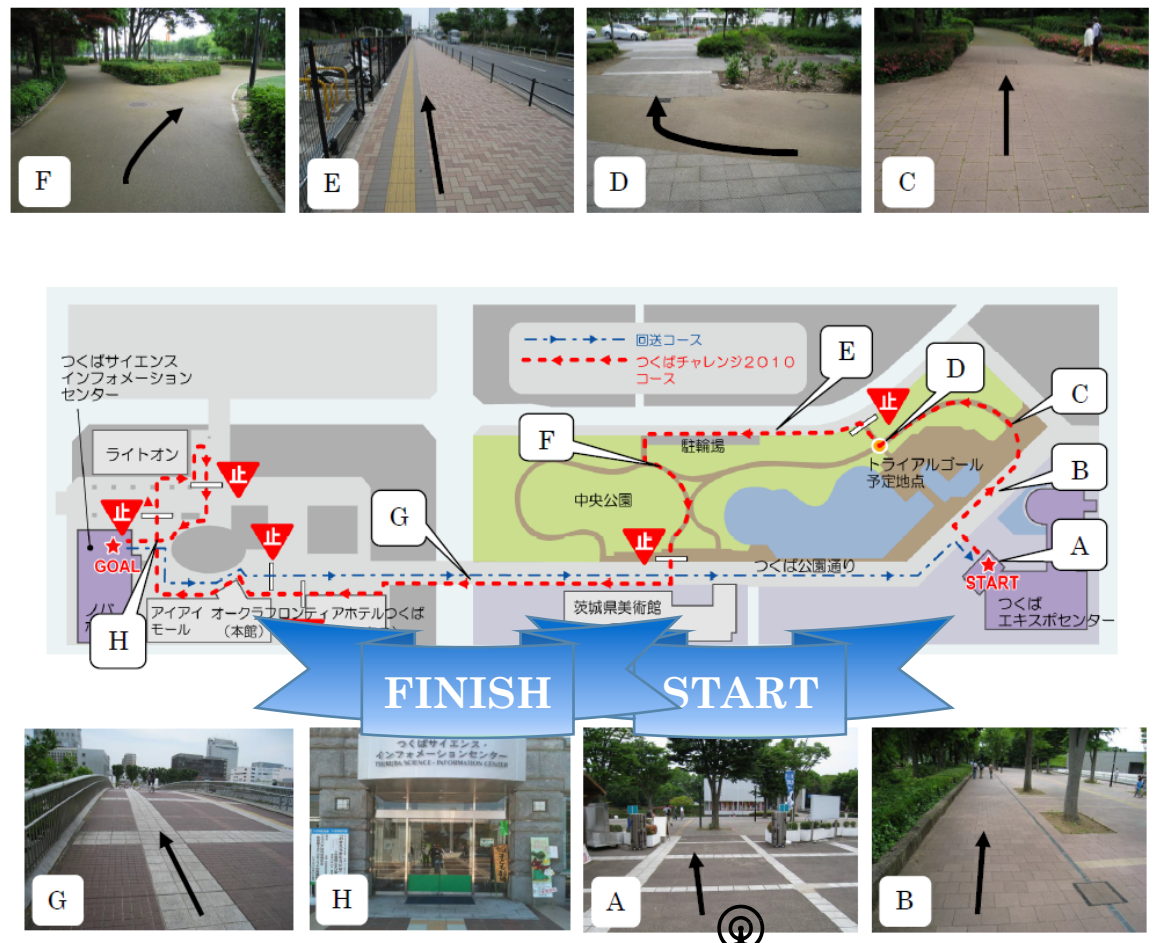 F
E
D
C
回送コース
つくばチャレンジ2010
コース
つくばサイエンス
インフォメーション
センター
E
D
C
止
F
駐輪場
ライトオン
トライアルゴール
予定地点
B
止
中央公園
止
G
止
止
A
GOAL
つくば公園通り
START
H
アイアイ
モール
オークラフロンティアホテルつくば
(本館)
茨城県美術館
つくば
エキスポセンター
FINISH
START
つくばサイエンス・
インフォメーションセンター
TSUKUBA SCIENCE・INFORMATION CENTER
G
H
A
B